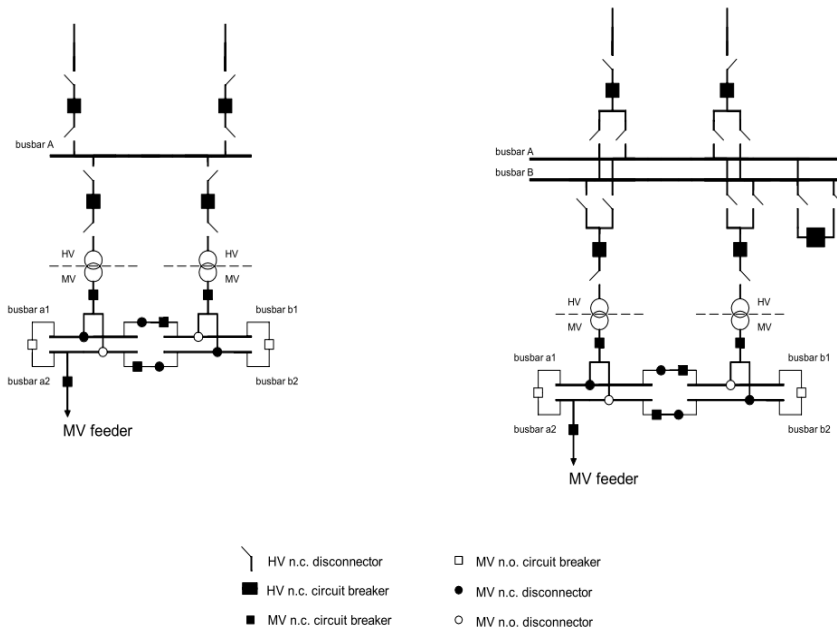 busbar A
HV
MV
HV
MV
busbar a1
busbar b1
busbar a2
busbar b2
MV feeder
busbar A
busbar B
HV
MV
HV
MV
busbar a1
busbar b1
busbar a2
busbar b2
MV feeder
HV n.c. disconnector
MV n.o. circuit breaker
HV n.c. circuit breaker
MV n.c. disconnector
MV n.c. circuit breaker
MV n.o. disconnector